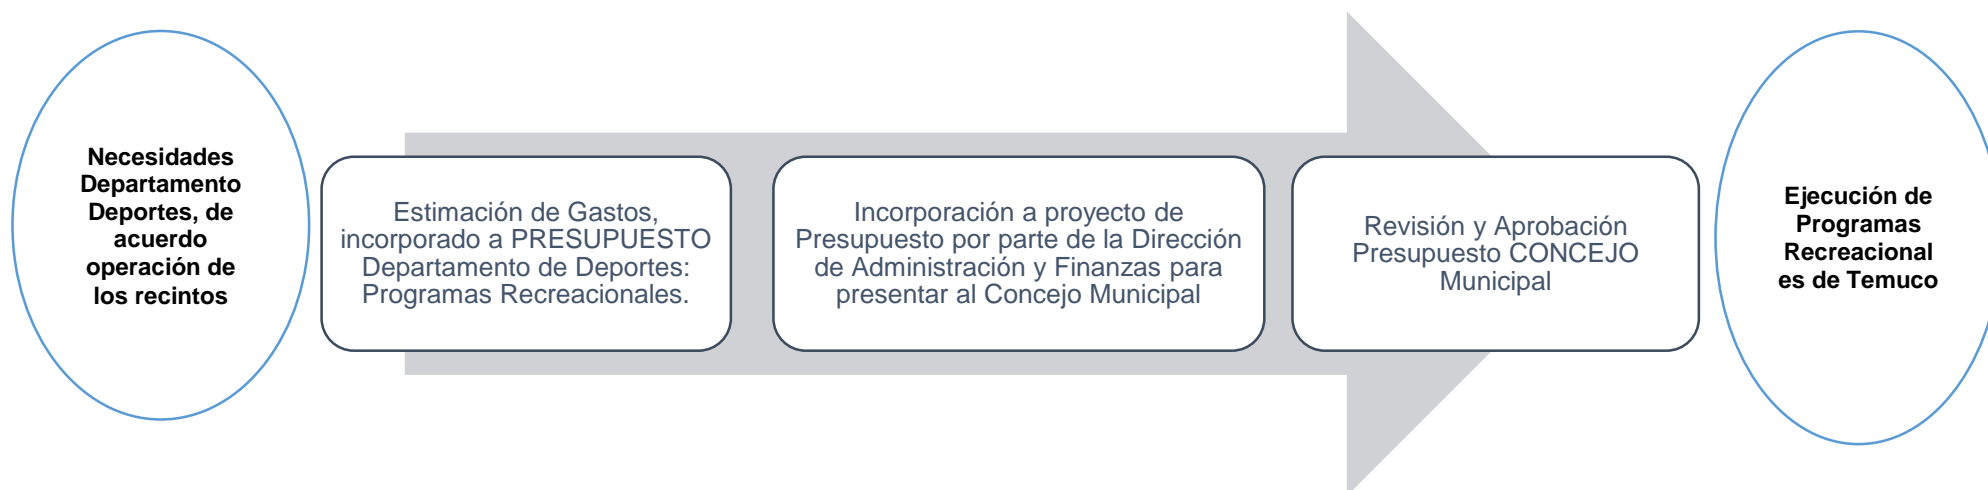 Necesidades
Departamento
Deportes, de
acuerdo
operación de
los recintos
Estimación de Gastos,
incorporado a PRESUPUESTO
Departamento de Deportes:
Programas Recreacionales.
Incorporación a proyecto de
Presupuesto por parte de la Dirección
de Administración y Finanzas para
presentar al Concejo Municipal
Revisión y Aprobación
Presupuesto CONCEJO
Municipal
Ejecución de
Programas
Recreacional
es de Temuco